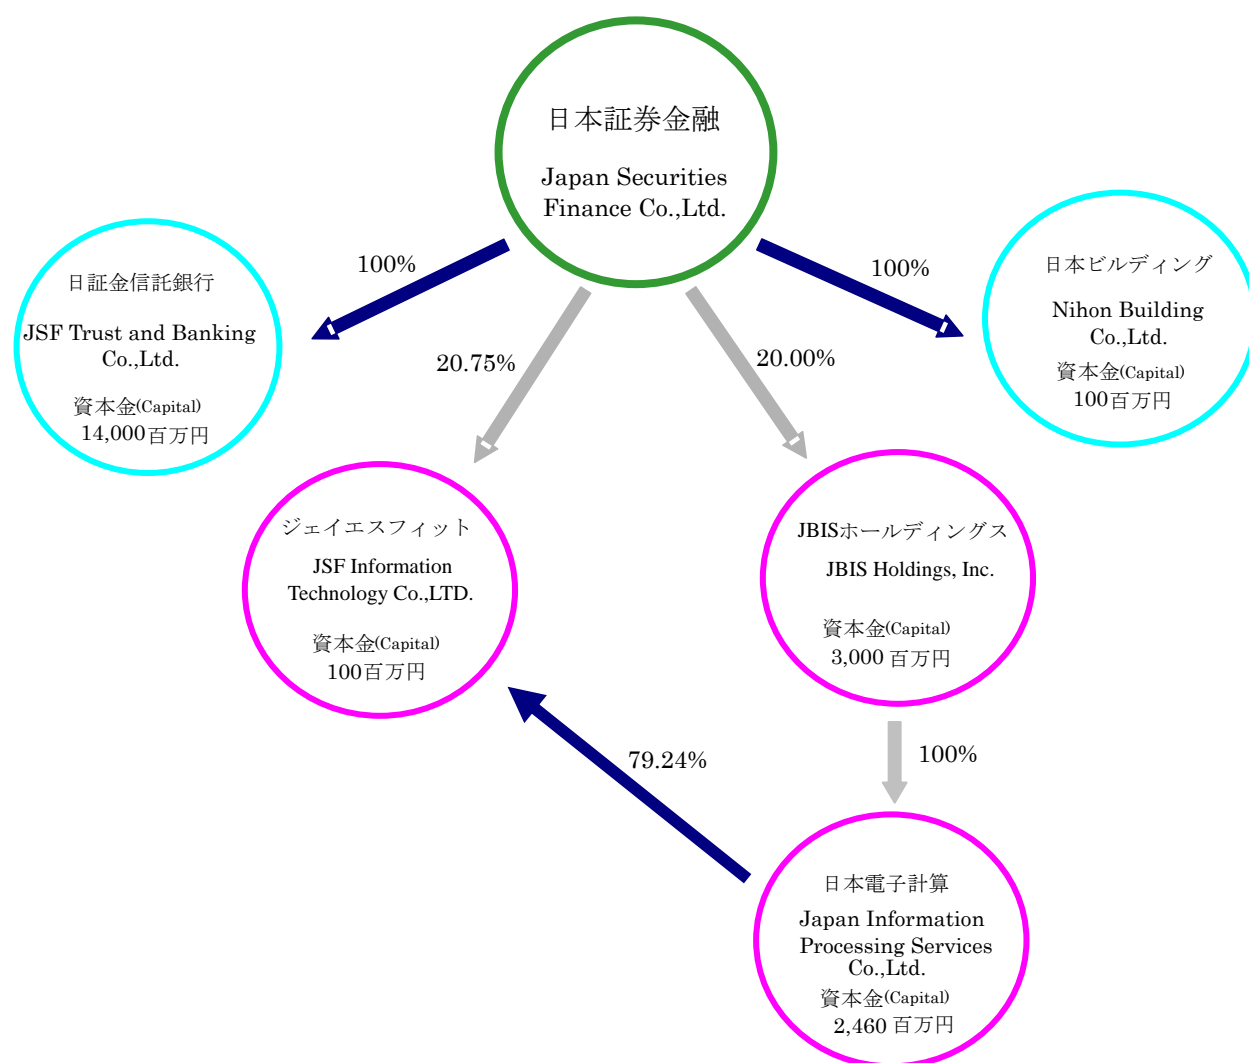 日本証券金融
Japan Securities
Finance Co.,Ltd.
100%
100%
日証金信託銀行
JSF Trust and Banking
Co.,Ltd.
資本金(Capital)
14,000百万円
日本ビルディング
Nihon Building
Co.,Ltd.
資本金(Capital)
100百万円
20.75%
20.00%
ジェイエスフィット
JSF Information
Technology Co.,LTD.
資本金(Capital)
100百万円
JBISホールディングス
JBIS Holdings, Inc.
資本金(Capital)
3,000 百万円
79.24%
100%
日本電子計算
Japan Information
Processing Services
Co.,Ltd.
資本金(Capital)
2,460 百万円